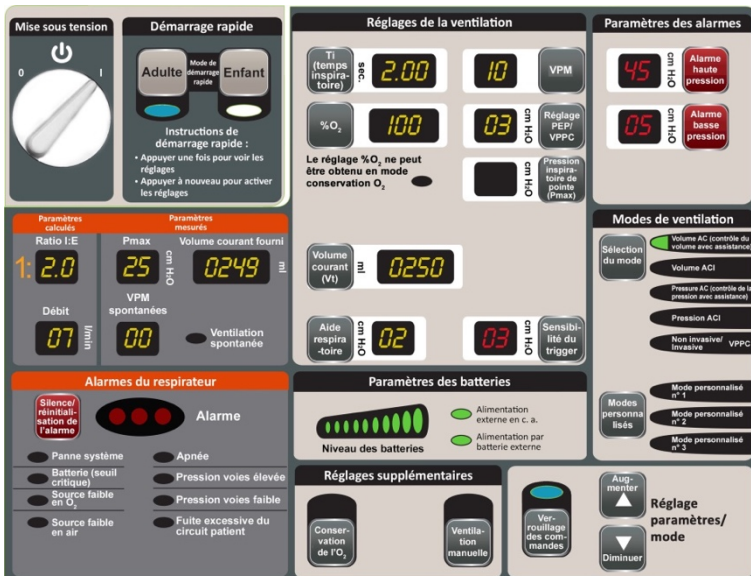 Mise sous tension
0
I
Démarrage rapide
Adulte
Mode de
démarrage
rapide
Enfant
Instructions de
démarrage rapide :
• Appuyer une fois pour voir les
réglages
• Appuyer à nouveau pour activer
les réglages
Réglages de la ventilation
Ti
(temps
inspira-
toire)
sec.
2.00
10
VPM
%O₂
100
03
cm H₂O
Réglage
PEP/
VPPC
Le réglage %O₂ ne peut
être obtenu en mode
conservation O₂
cm H₂O
Pression
inspira-
toire de
pointe
(Pmax)
Volume
courant
(Vt)
ml
0250
Aide
respira
-toire
cm H₂O
02
03
cm H₂O
Sensibi-
lité du
trigger
Paramètres des alarmes
45
cm H₂O
Alarme
haute
pression
05
cm H₂O
Alarme
basse
pression
Paramètres
calculés
Paramètres
mesurés
Ratio I:E
Pmax
Volume courant fourni
1:
2.0
25
cm H₂O
0249
ml
Débit
VPM
spontanées
07
l/min
00
Ventilation
spontanée
Modes de ventilation
Sélection
du mode
Volume AC (contrôle du
volume avec assistance)
Volume ACI
Pressure AC (contrôle de la
pression avec assistance)
Pression ACI
Non invasive/
Invasive VPPC
Modes
personna
lisés
Mode personnalisé
n° 1
Mode personnalisé
n° 2
Mode personnalisé
n° 3
Alarmes du respirateur
Silence/
réinitiali-
sation de
l'alarme
Alarme
Panne système
Batterie (seuil
critique)
Source faible
en O₂
Source faible
en air
Apnée
Pression voies élevée
Pression voies faible
Fuite excessive du
circuit patient
Paramètres des batteries
Niveau des batteries
Alimentation
externe en c. a.
Alimentation par
batterie externe
Réglages supplémentaires
Conser-
vation
de l'O₂
Ventila-
tion
manuelle
Ver-
rouillage
des com-
mandes
Aug-
menter
Diminuer
Réglage
paramètres/
mode